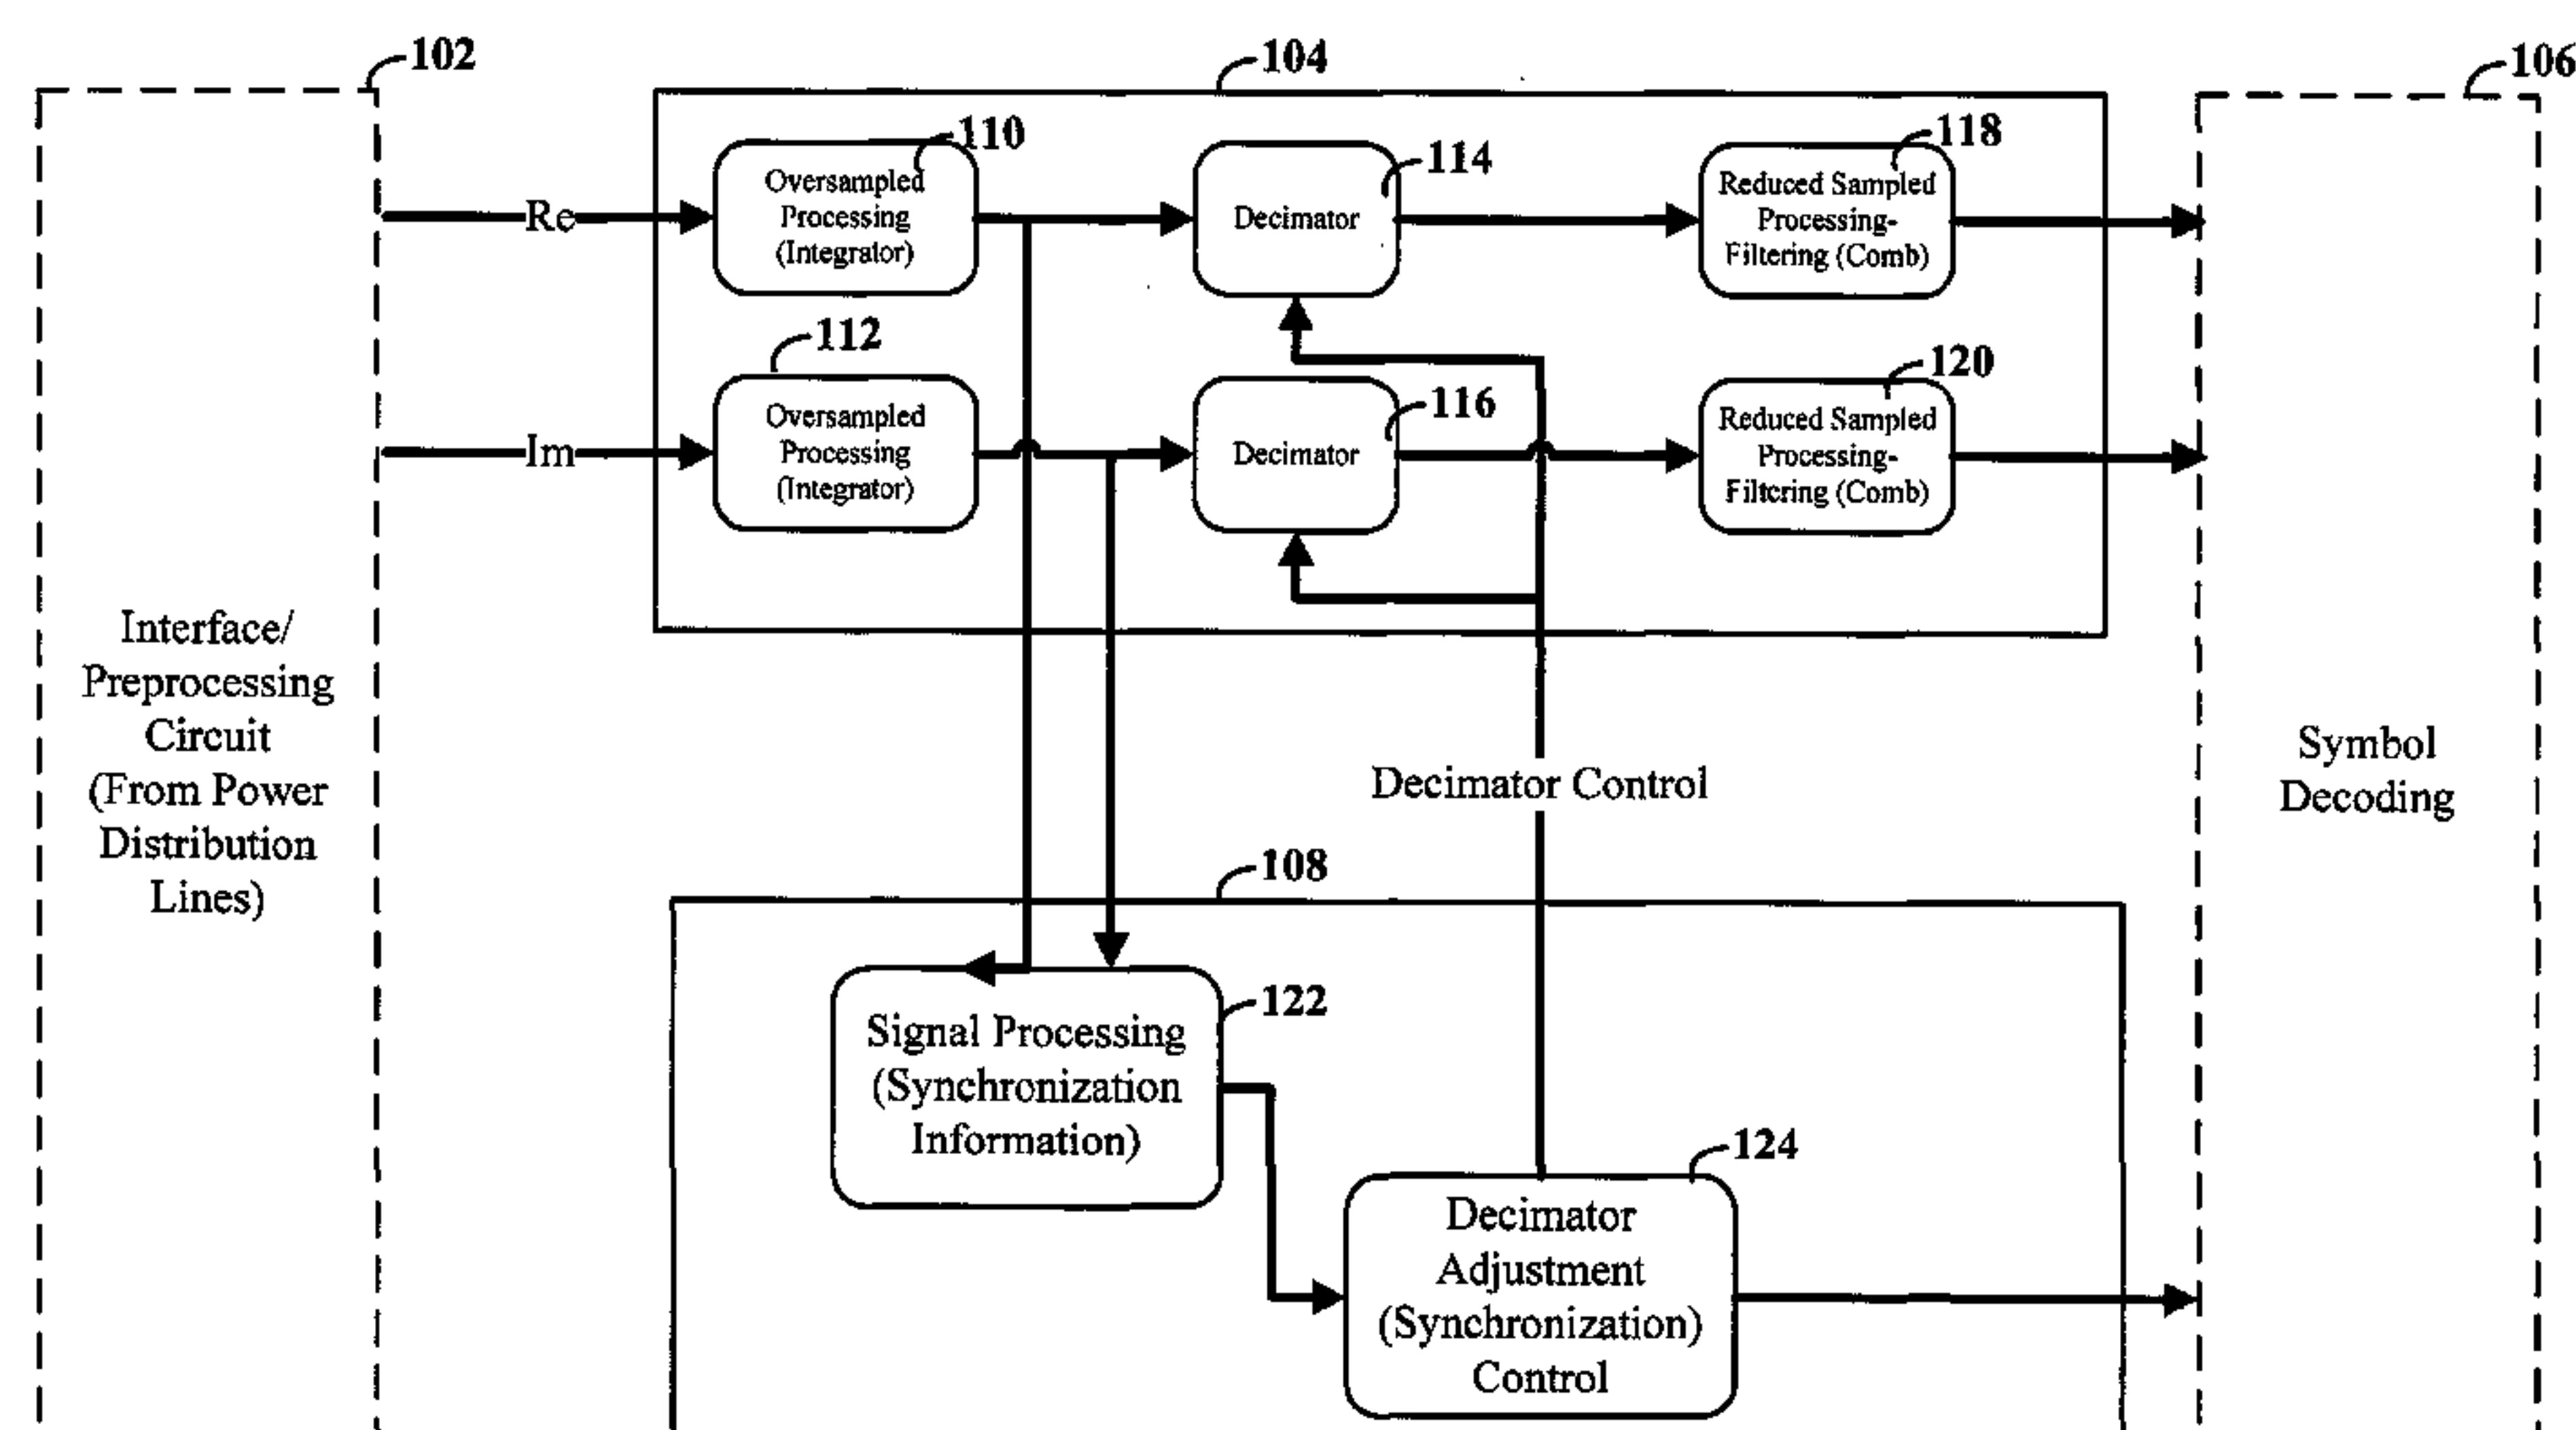 102
104
106
110
Oversampled
Processing
(Integrator)
114
Decimator
118
Reduced Sampled
Processing-
Filtering (Comb)
Re
112
Oversampled
Processing
(Integrator)
116
Decimator
120
Reduced Sampled
Processing-
Filtering (Comb)
Im
Interface/
Preprocessing
Circuit
(From Power
Distribution
Lines)
Decimator Control
Symbol
Decoding
108
122
Signal Processing
(Synchronization
Information)
124
Decimator
Adjustment
(Synchronization)
Control